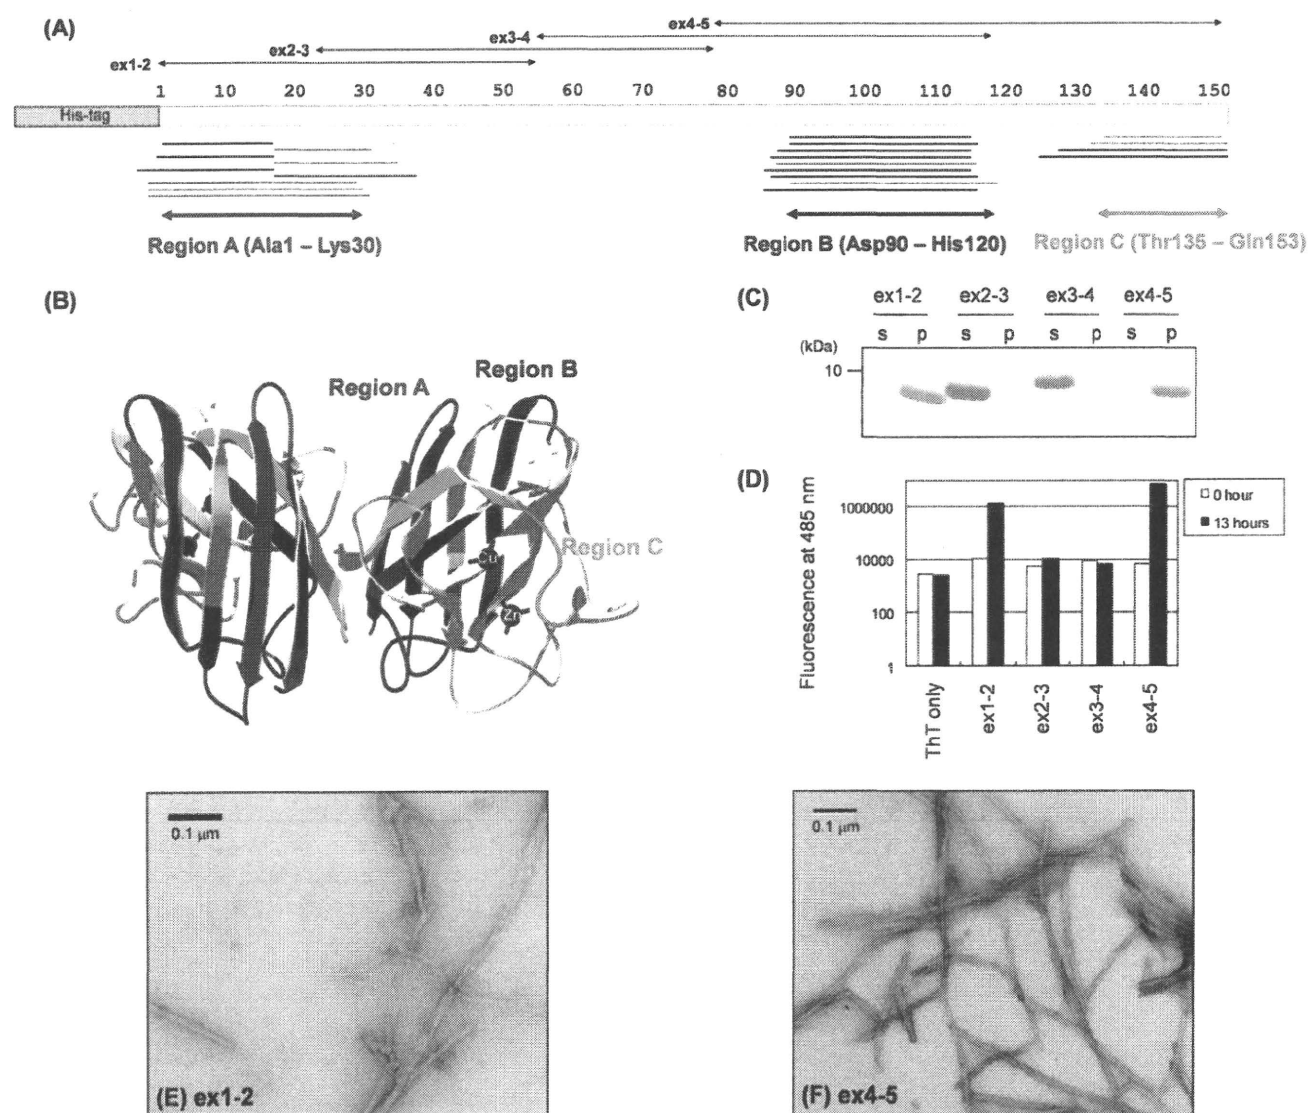 (A)
ex4-5
ex3-4
ex2-3
ex1-2
1 10 20 30 40 50 60 70 80 90 100 110 120 130 140 150
His-tag
Region A (Ala1 – Lys30)
Region B (Asp90 – His120)
Region C (Thr135 – Gln153)
(B)
Region A
Region B
Region C
Cu
Zn
(C)
ex1-2 ex2-3 ex3-4 ex4-5
s p s p s p s p
(kDa)
10
(D)
Fluorescence at 485 nm
1000000
10000
100
1
0 hour
13 hours
ThT only
ex1-2
ex2-3
ex3-4
ex4-5
0.1 µm
(E) ex1-2
0.1 µm
(F) ex4-5